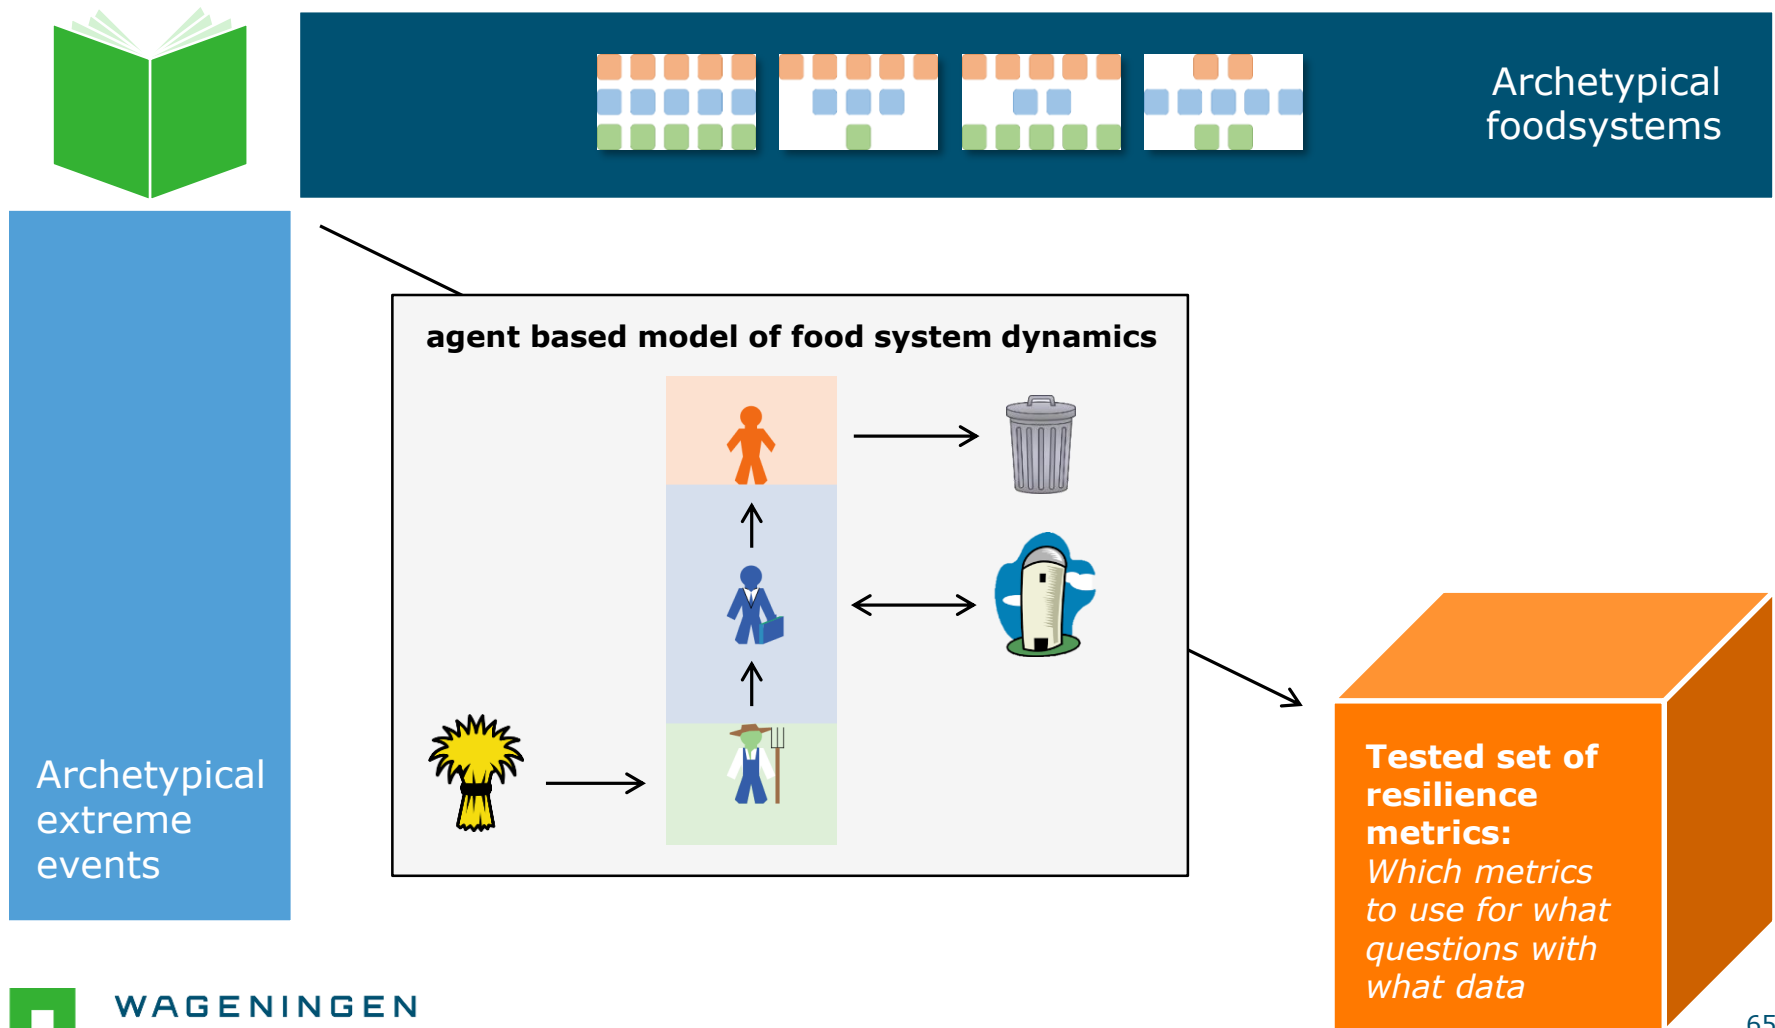 Archetypical
foodsystems
agent based model of food system dynamics
Archetypical
extreme
events
Tested set of
resilience
metrics:
Which metrics
to use for what
questions with
what data
WAGENINGEN
65